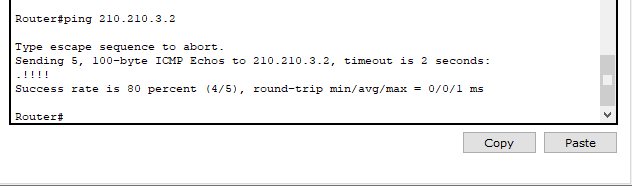 Router#ping 210.210.3.2
Type escape sequence to abort.
Sending 5, 100-byte ICMP Echos to 210.210.3.2, timeout is 2 seconds:
.!!!!
Success rate is 80 percent (4/5), round-trip min/avg/max = 0/0/1 ms
Router#
Copy Paste